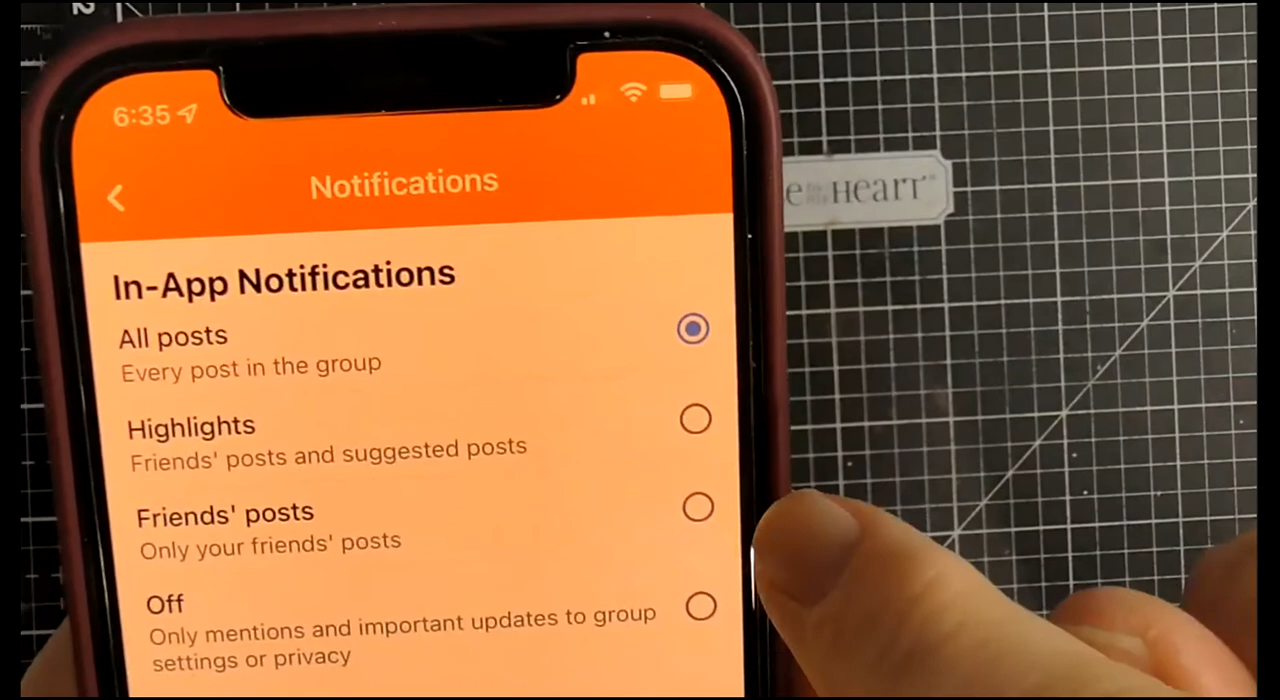 6:35
Notifications
In-App Notifications
All posts
Every post in the group
Highlights
Friends' posts and suggested posts
Friends' posts
Only your friends' posts
Off
Only mentions and important updates to group
settings or privacy
Heart